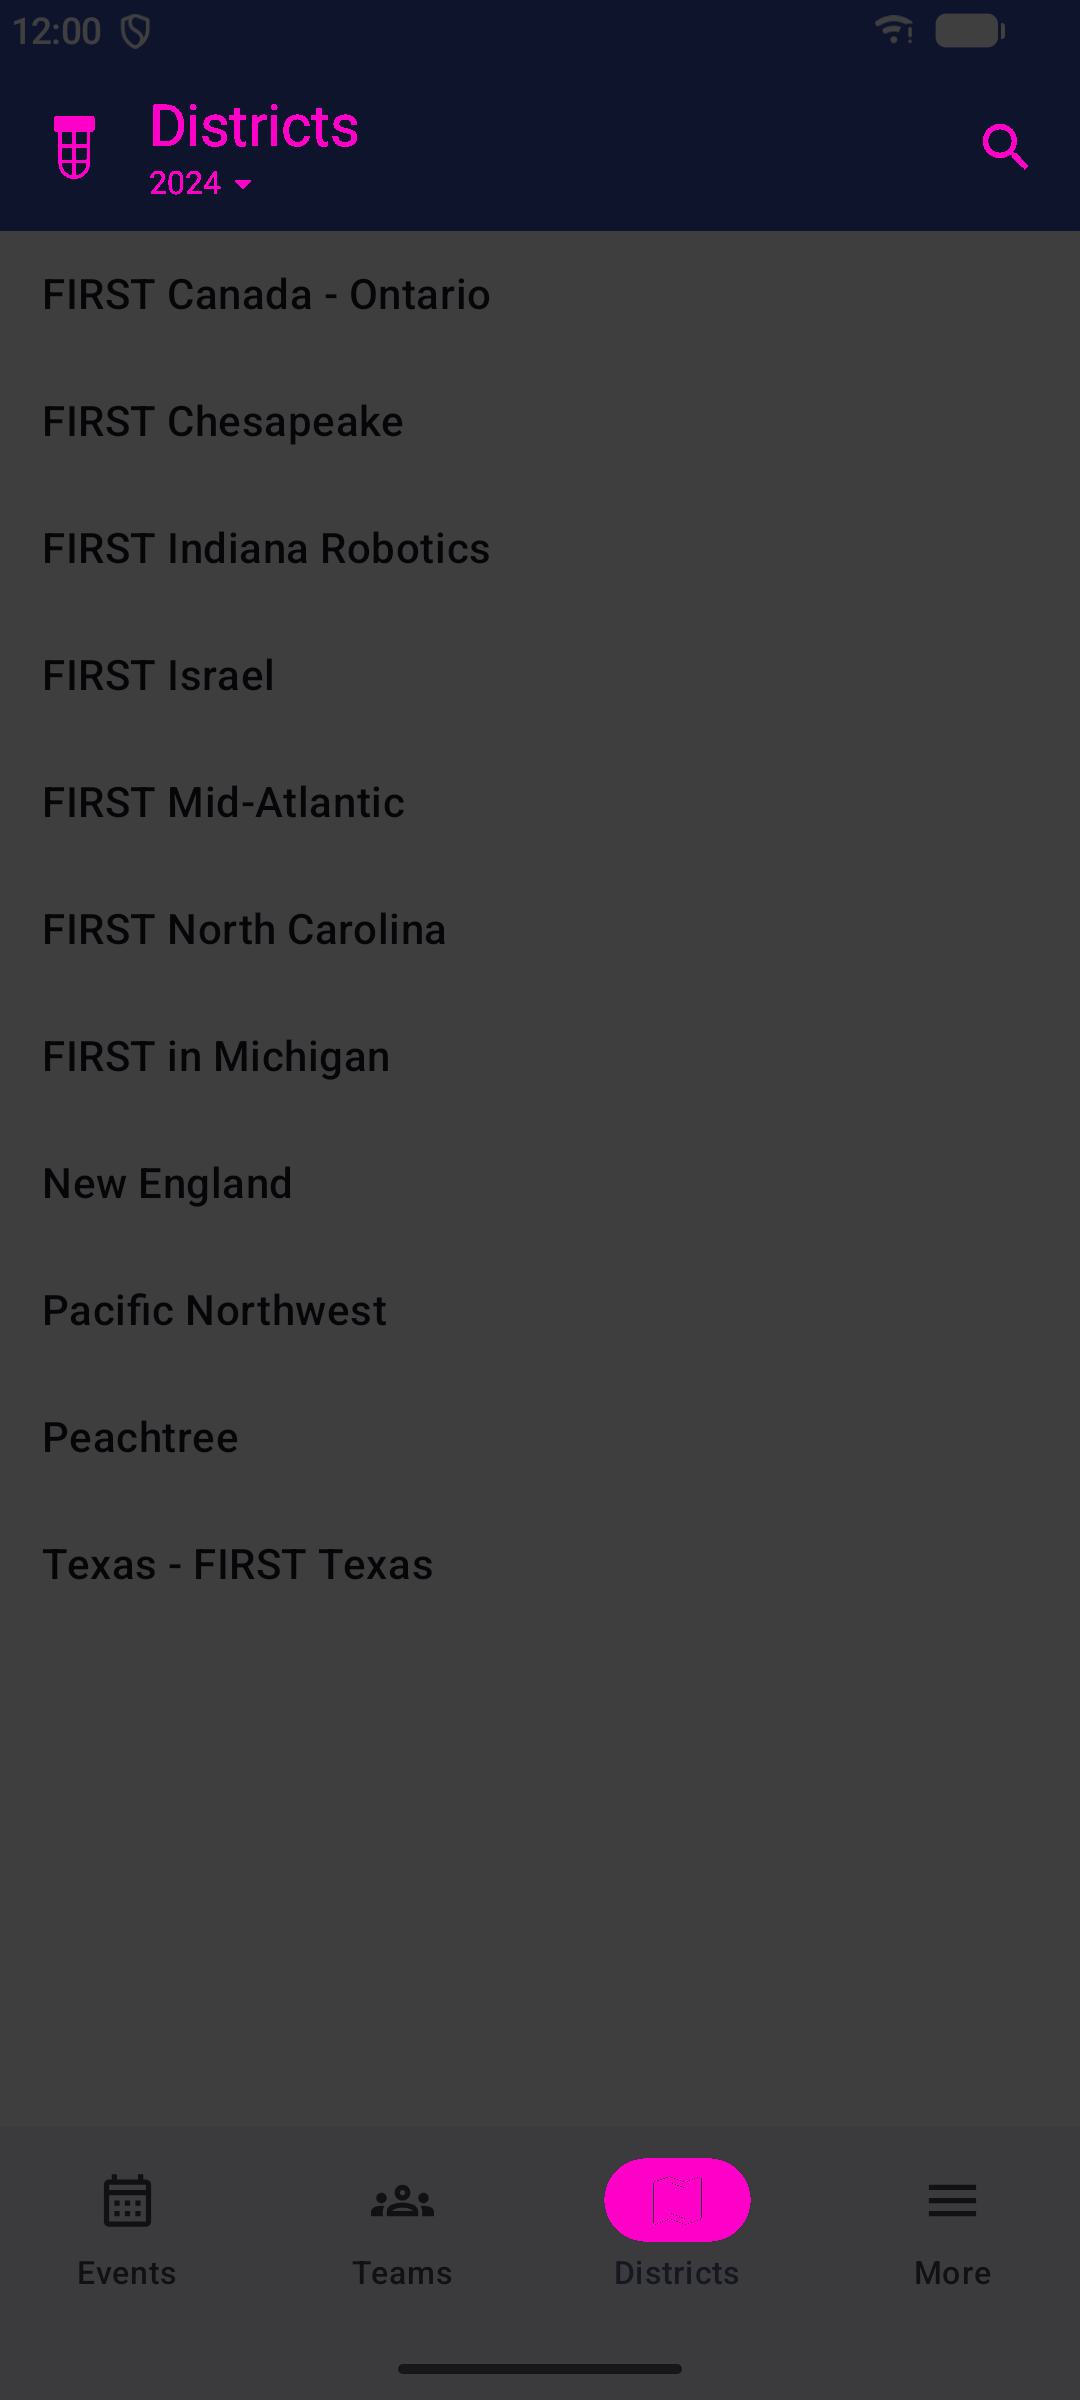 12:00
Districts
2024
FIRST Canada - Ontario
FIRST Chesapeake
FIRST Indiana Robotics
FIRST Israel
FIRST Mid-Atlantic
FIRST North Carolina
FIRST in Michigan
New England
Pacific Northwest
Peachtree
Texas - FIRST Texas
Events
Teams
Districts
More